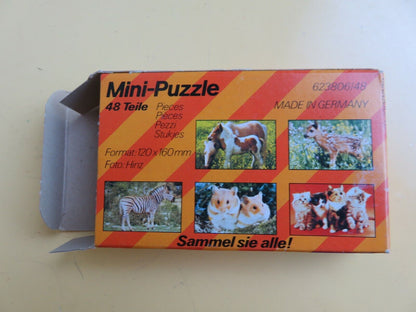 Mini-Puzzle
623806/48
48 Teile Pieces
Pièces
Pezzi
Stukjes
MADE IN GERMANY
Format: 120 x 160 mm
Foto: Hinz
Sammel sie alle!